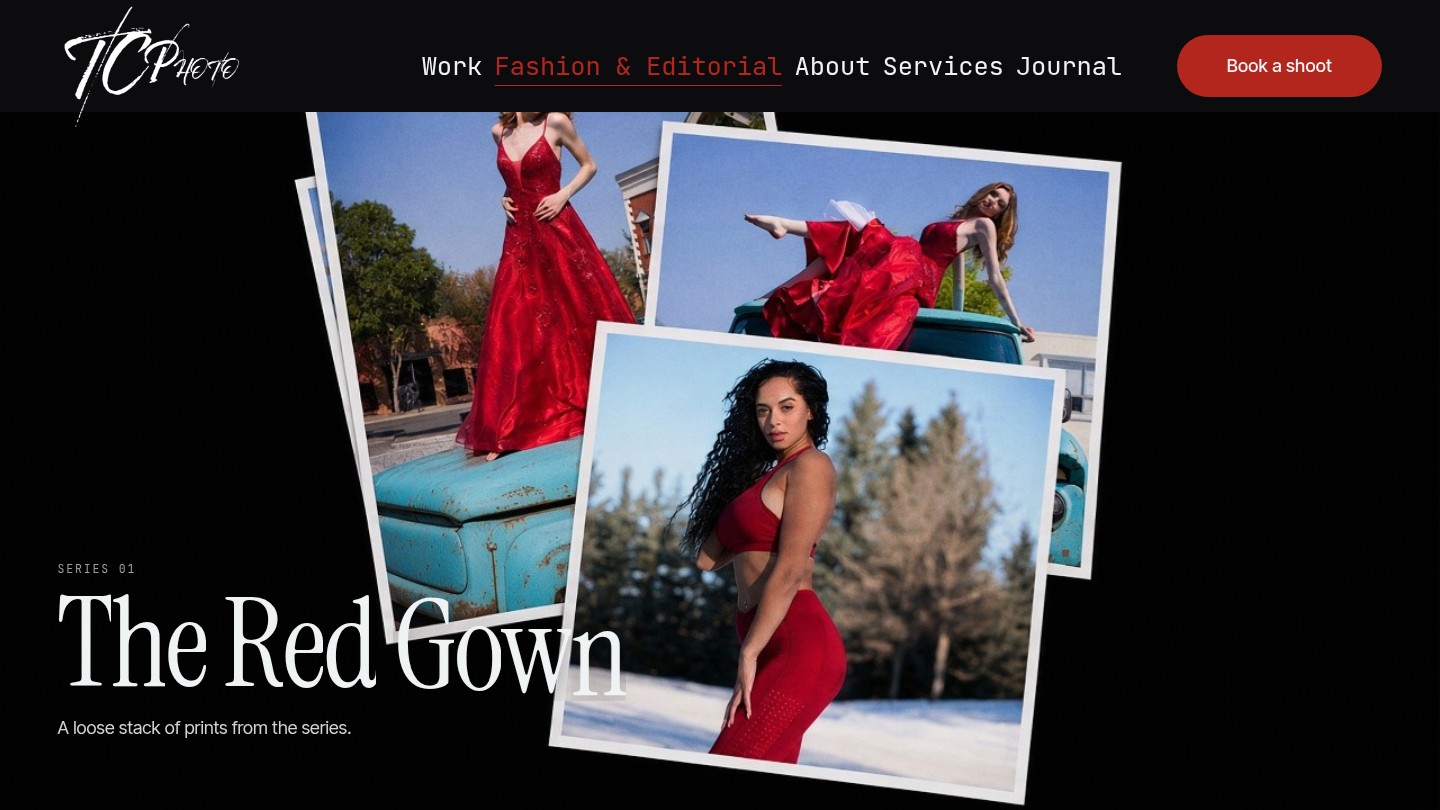 TCPHOTO
Work Fashion & Editorial About Services Journal
Book a shoot
SERIES 01
The Red Gown
A loose stack of prints from the series.